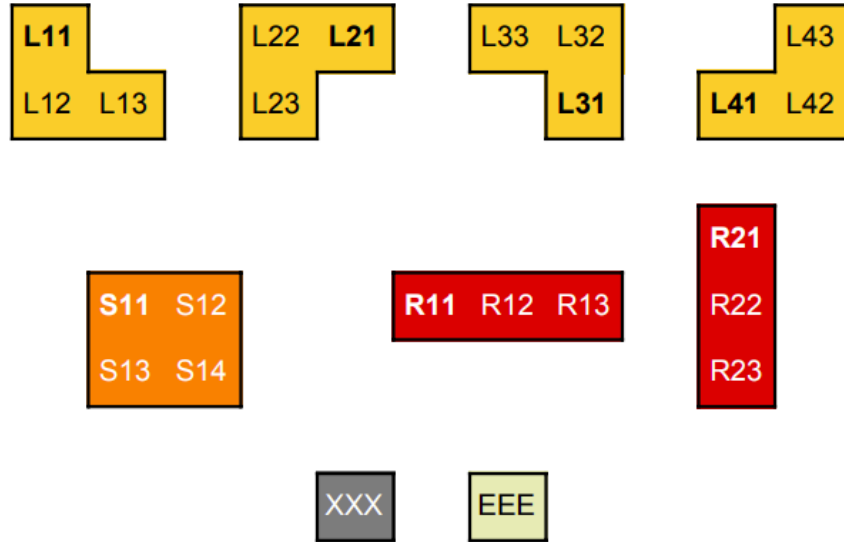 L11 L22 L21 L33 L32 L43
L12 L13 L23 L31 L41 L42
R21
S11 S12 R11 R12 R13 R22
S13 S14 R23
XXX EEE